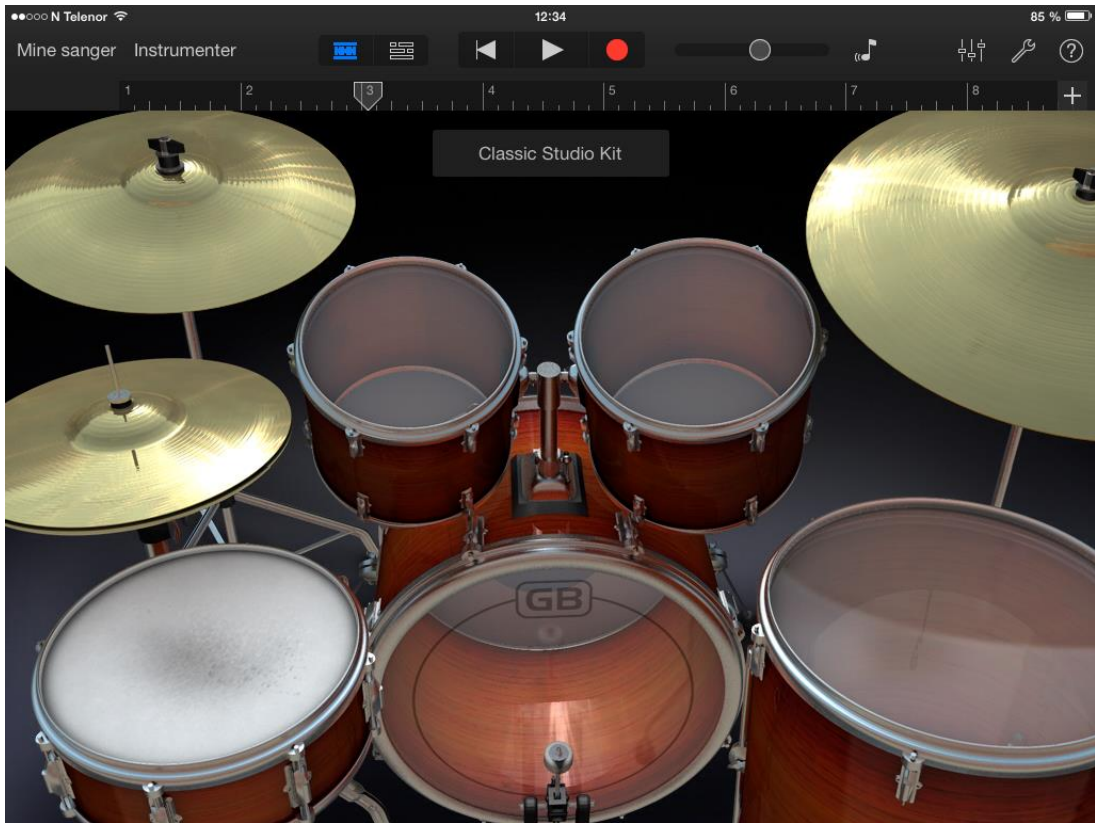 N Telenor 12:34 85 %
Mine sanger Instrumenter ?
1 2 3 4 5 6 7 8 +
Classic Studio Kit
GB